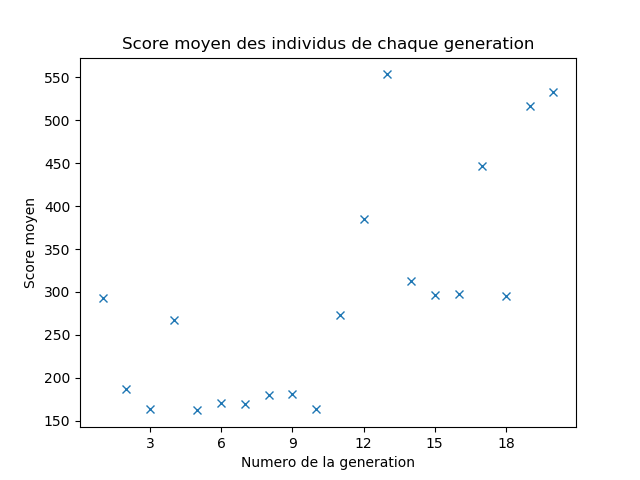 Score moyen des individus de chaque generation
550
500
450
400
350
300
250
200
150
Score moyen
3 6 9 12 15 18
Numero de la generation